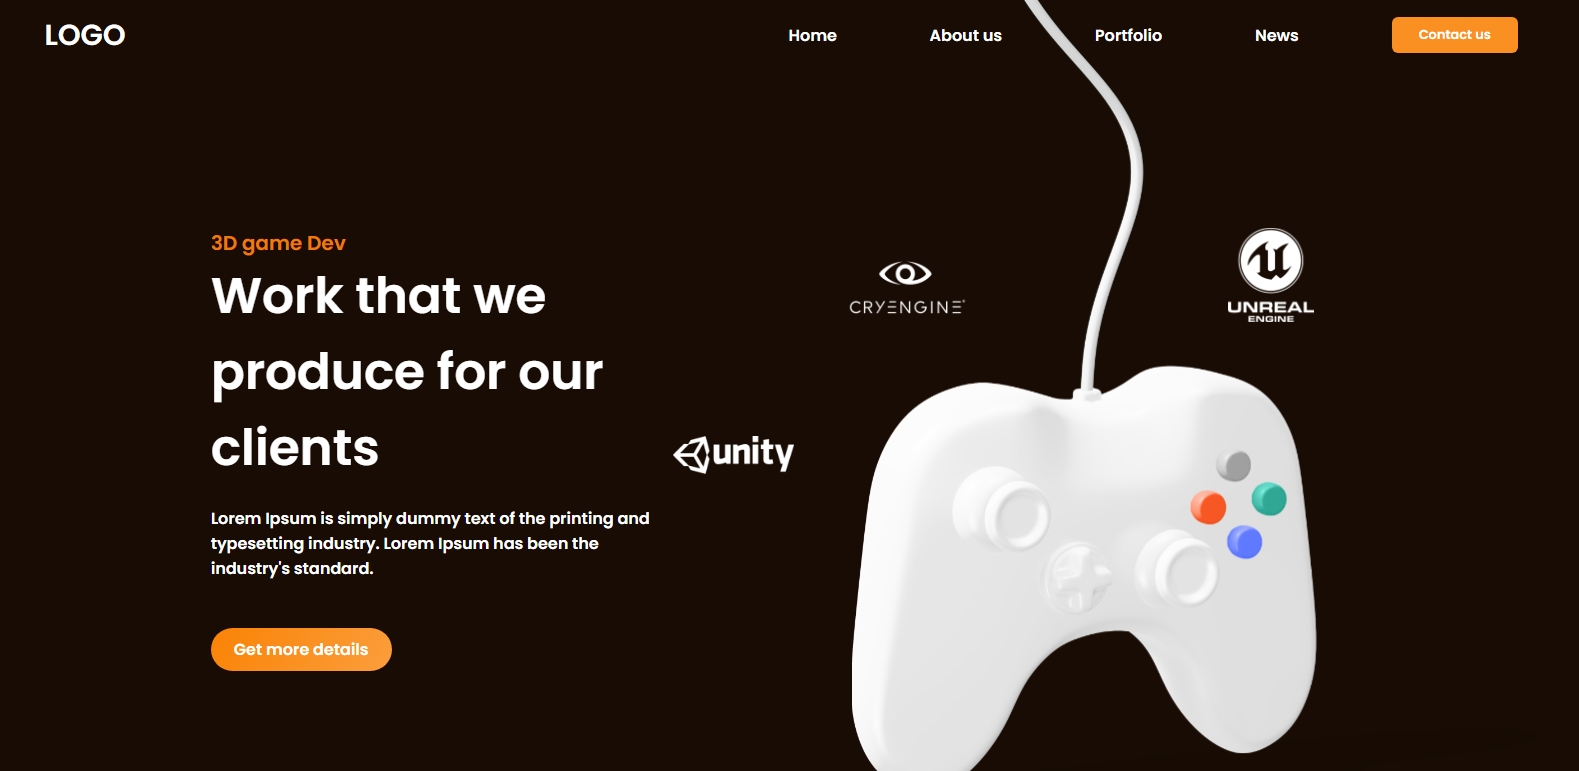 LOGO
Home
About us
Portfolio
News
Contact us
3D game Dev
Work that we
produce for our
clients
CRYENGINE
UNREAL
ENGINE
unity
Lorem Ipsum is simply dummy text of the printing and
typesetting industry. Lorem Ipsum has been the
industry's standard.
Get more details